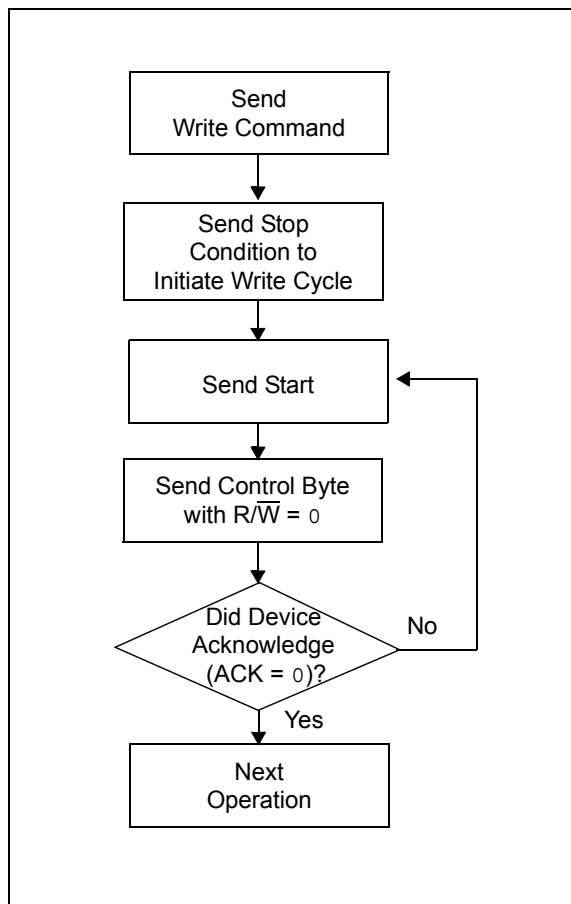 Send
Write Command
Send Stop
Condition to
Initiate Write Cycle
Send Start
Send Control Byte
with R/W̅ = 0
Did Device
Acknowledge
(ACK = 0)?
No
Yes
Next
Operation